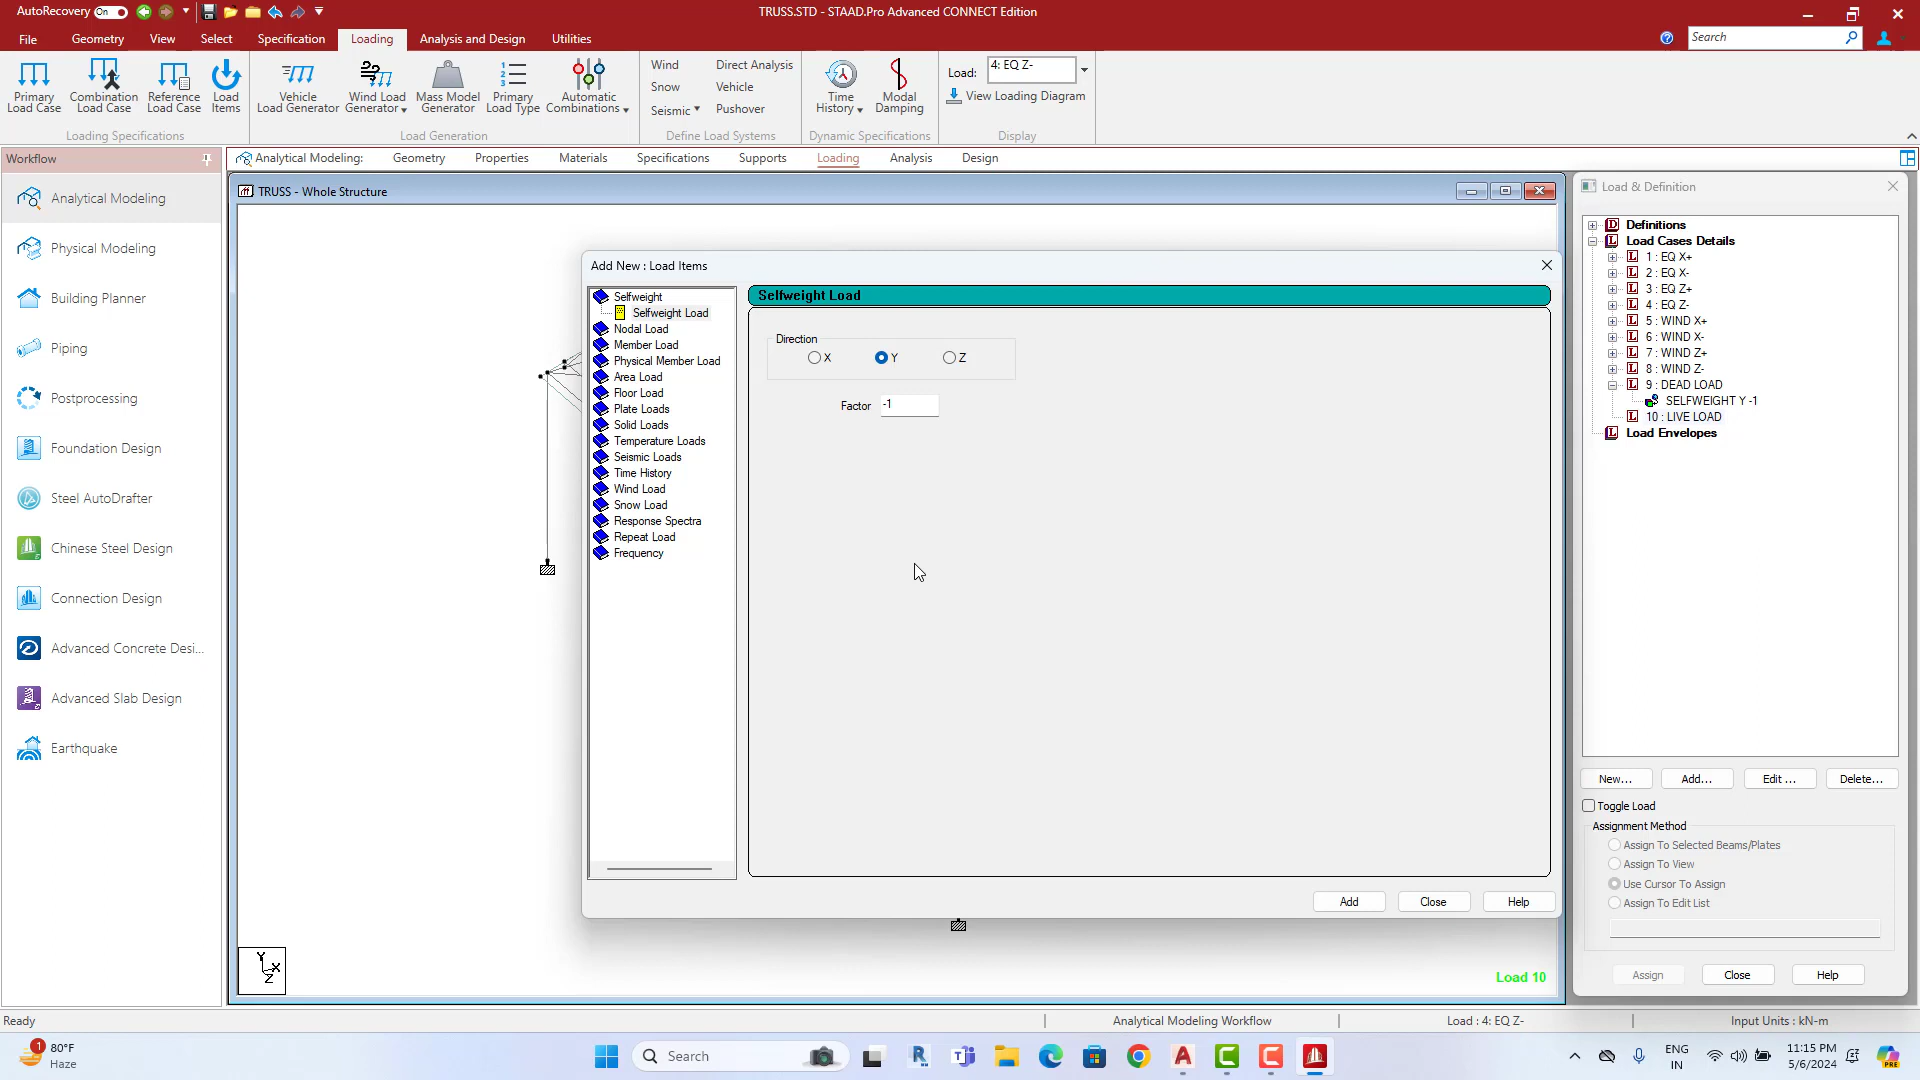 AutoRecovery On
TRUSS.STD - STAAD.Pro Advanced CONNECT Edition
File Geometry View Select Specification Loading Analysis and Design Utilities
Search
Primary Load Case
Combination Load Case
Reference Load Case
Load Items
Loading Specifications
Vehicle Load Generator
Wind Load Generator
Mass Model Generator
Primary Load Type
Automatic Combinations
Load Generation
Wind Direct Analysis
Snow Vehicle
Seismic Pushover
Define Load Systems
Time History
Modal Damping
Dynamic Specifications
Load: 4: EQ Z-
View Loading Diagram
Display
Workflow
Analytical Modeling: Geometry Properties Materials Specifications Supports Loading Analysis Design
Analytical Modeling
Physical Modeling
Building Planner
Piping
Postprocessing
Foundation Design
Steel AutoDrafter
Chinese Steel Design
Connection Design
Advanced Concrete Desi...
Advanced Slab Design
Earthquake
TRUSS - Whole Structure
Add New : Load Items
Selfweight
Selfweight Load
Nodal Load
Member Load
Physical Member Load
Area Load
Floor Load
Plate Loads
Solid Loads
Temperature Loads
Seismic Loads
Time History
Wind Load
Snow Load
Response Spectra
Repeat Load
Frequency
Selfweight Load
Direction
X Y Z
Factor -1
Add Close Help
Y
X
Z
Load 10
Load & Definition
Definitions
Load Cases Details
1 : EQ X+
2 : EQ X-
3 : EQ Z+
4 : EQ Z-
5 : WIND X+
6 : WIND X-
7 : WIND Z+
8 : WIND Z-
9 : DEAD LOAD
SELFWEIGHT Y -1
10 : LIVE LOAD
Load Envelopes
New... Add... Edit ... Delete...
Toggle Load
Assignment Method
Assign To Selected Beams/Plates
Assign To View
Use Cursor To Assign
Assign To Edit List
Assign Close Help
Ready
Analytical Modeling Workflow
Load : 4: EQ Z-
Input Units : kN-m
1
80°F
Haze
Search
ENG
IN
11:15 PM
5/6/2024
PRE